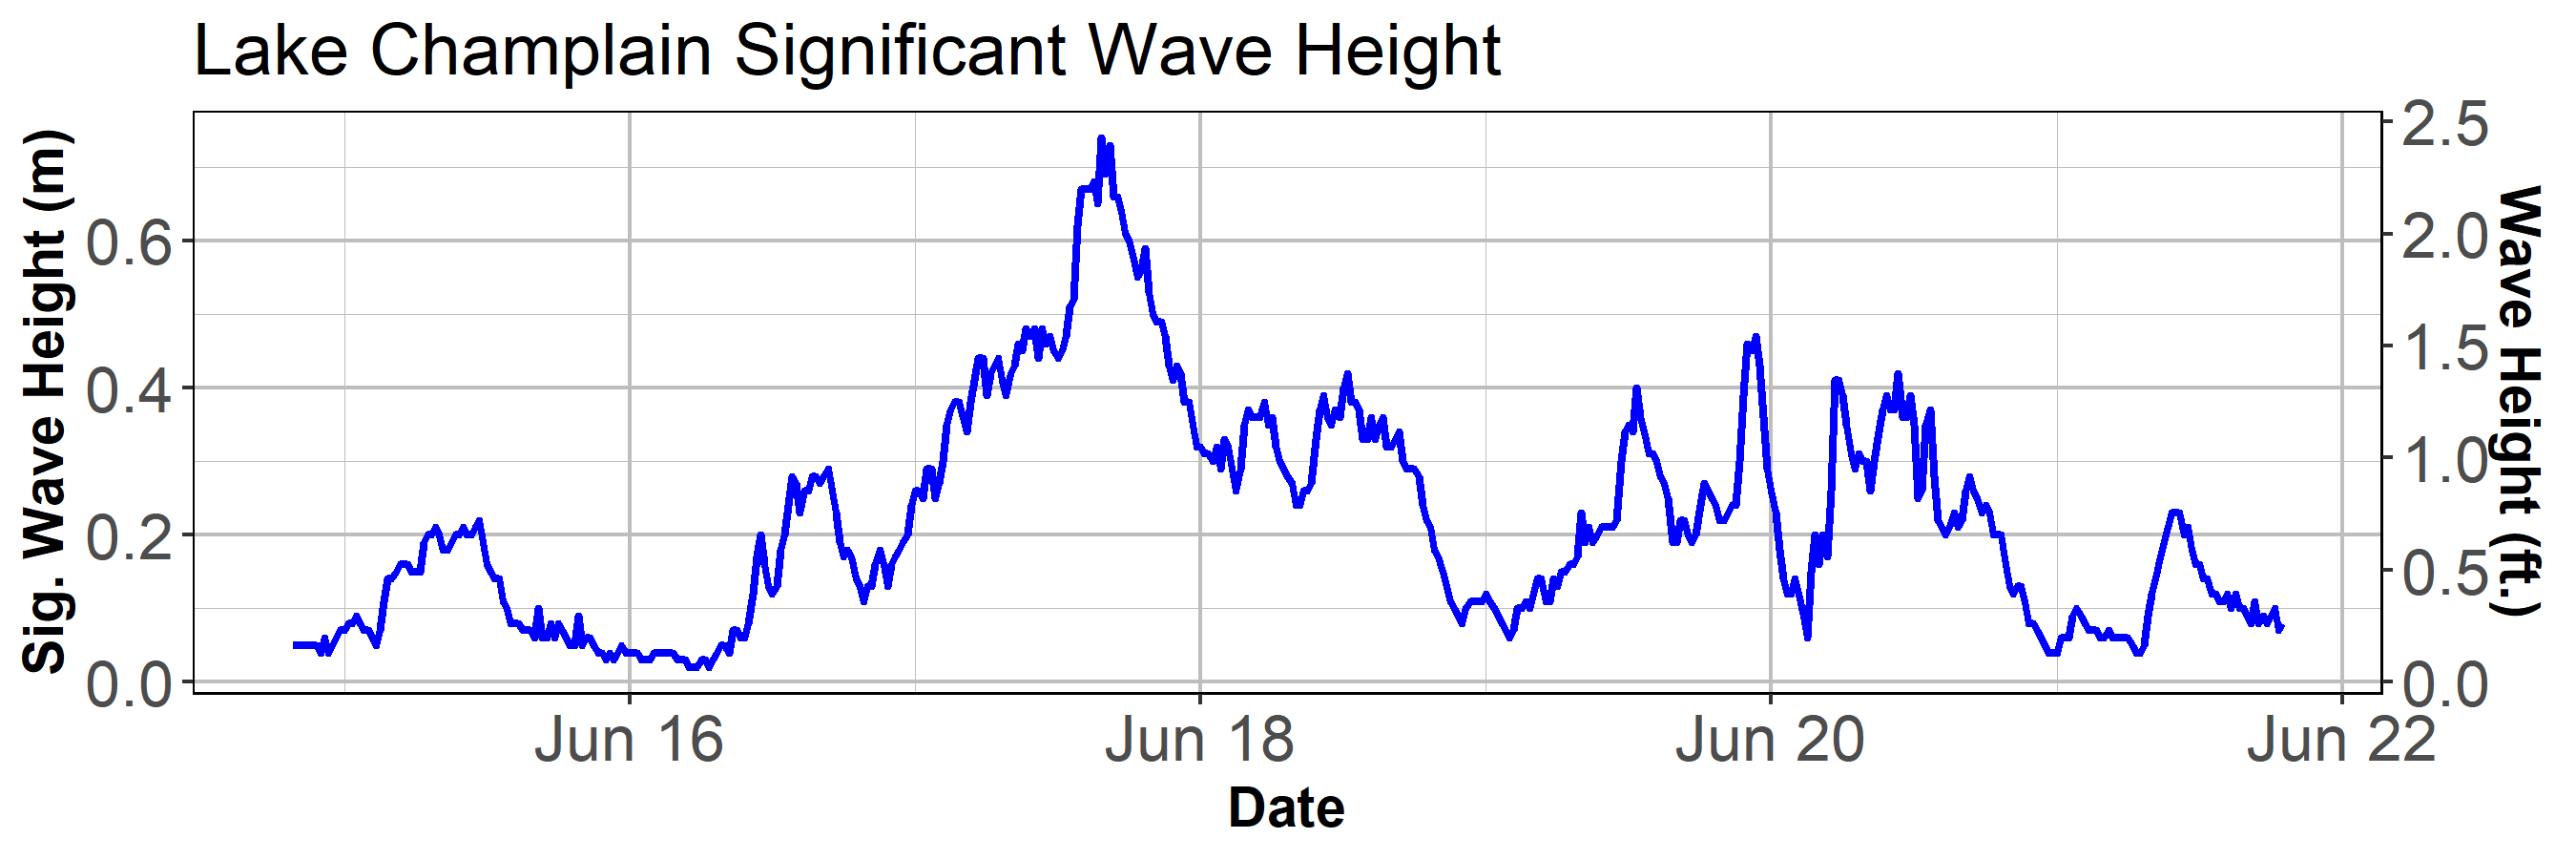 Lake Champlain Significant Wave Height
Sig. Wave Height (m)
0.6
0.4
0.2
0.0
2.5
2.0
1.5
1.0
0.5
0.0
Wave Height (ft.)
Jun 16 Jun 18 Jun 20 Jun 22
Date